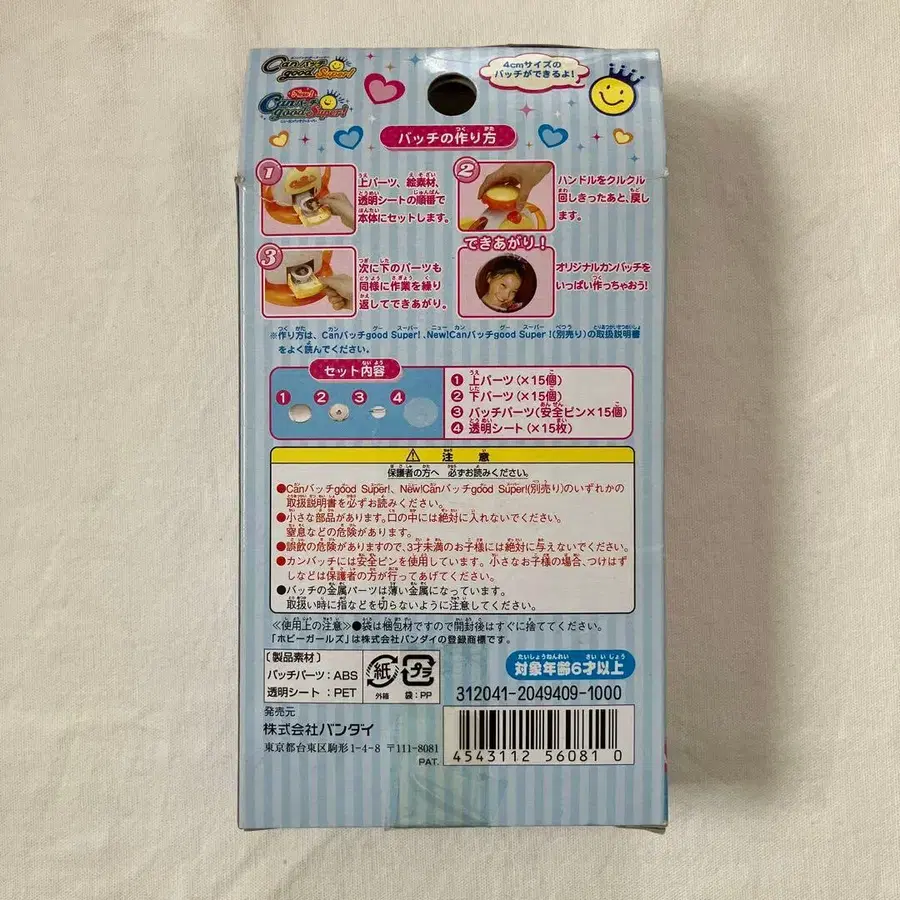 Canバッチ good Super!
New! Canバッチ good Super!
4cmサイズの
バッチができるよ!
バッチの作り方
1 上パーツ、絵素材、
透明シートの順番で
本体にセットします。
2 ハンドルをクルクル
回しきったあと、戻し
ます。
3 次に下のパーツも
同様に作業を繰り
返してできあがり。
できあがり!
オリジナルカンバッチを
いっぱい作っちゃおう!
※作り方は、Canバッチgood Super!、New!Canバッチgood Super!(別売り)の取扱説明書
をよく読んでください。
セット内容
1 2 3 4
1 上パーツ(×15個)
2 下パーツ(×15個)
3 バッチパーツ(安全ピン×15個)
4 透明シート(×15枚)
⚠ 注 意
保護者の方へ 必ずお読みください。
●Canバッチgood Super!、New!Canバッチgood Super!(別売り)のいずれかの
取扱説明書を必ずお読みください。
●小さな部品があります。口の中には絶対に入れないでください。
窒息などの危険があります。
●誤飲の危険がありますので、3才未満のお子様には絶対に与えないでください。
●カンバッチには安全ピンを使用しています。小さなお子様の場合、つけはず
しなどは保護者の方が行ってあげてください。
●バッチの金属パーツは薄い金属になっています。
取扱い時に指などを切らないように注意してください。
≪使用上の注意≫●袋は梱包材ですので開封後はすぐに捨ててください。
「ホビーガールズ」は株式会社バンダイの登録商標です。
〔製品素材〕
バッチパーツ:ABS
透明シート:PET
紙
外箱
プラ
袋:PP
対象年齢6才以上
312041-2049409-1000
発売元
株式会社バンダイ
東京都台東区駒形1-4-8 〒111-8081
PAT.
4543112 560810